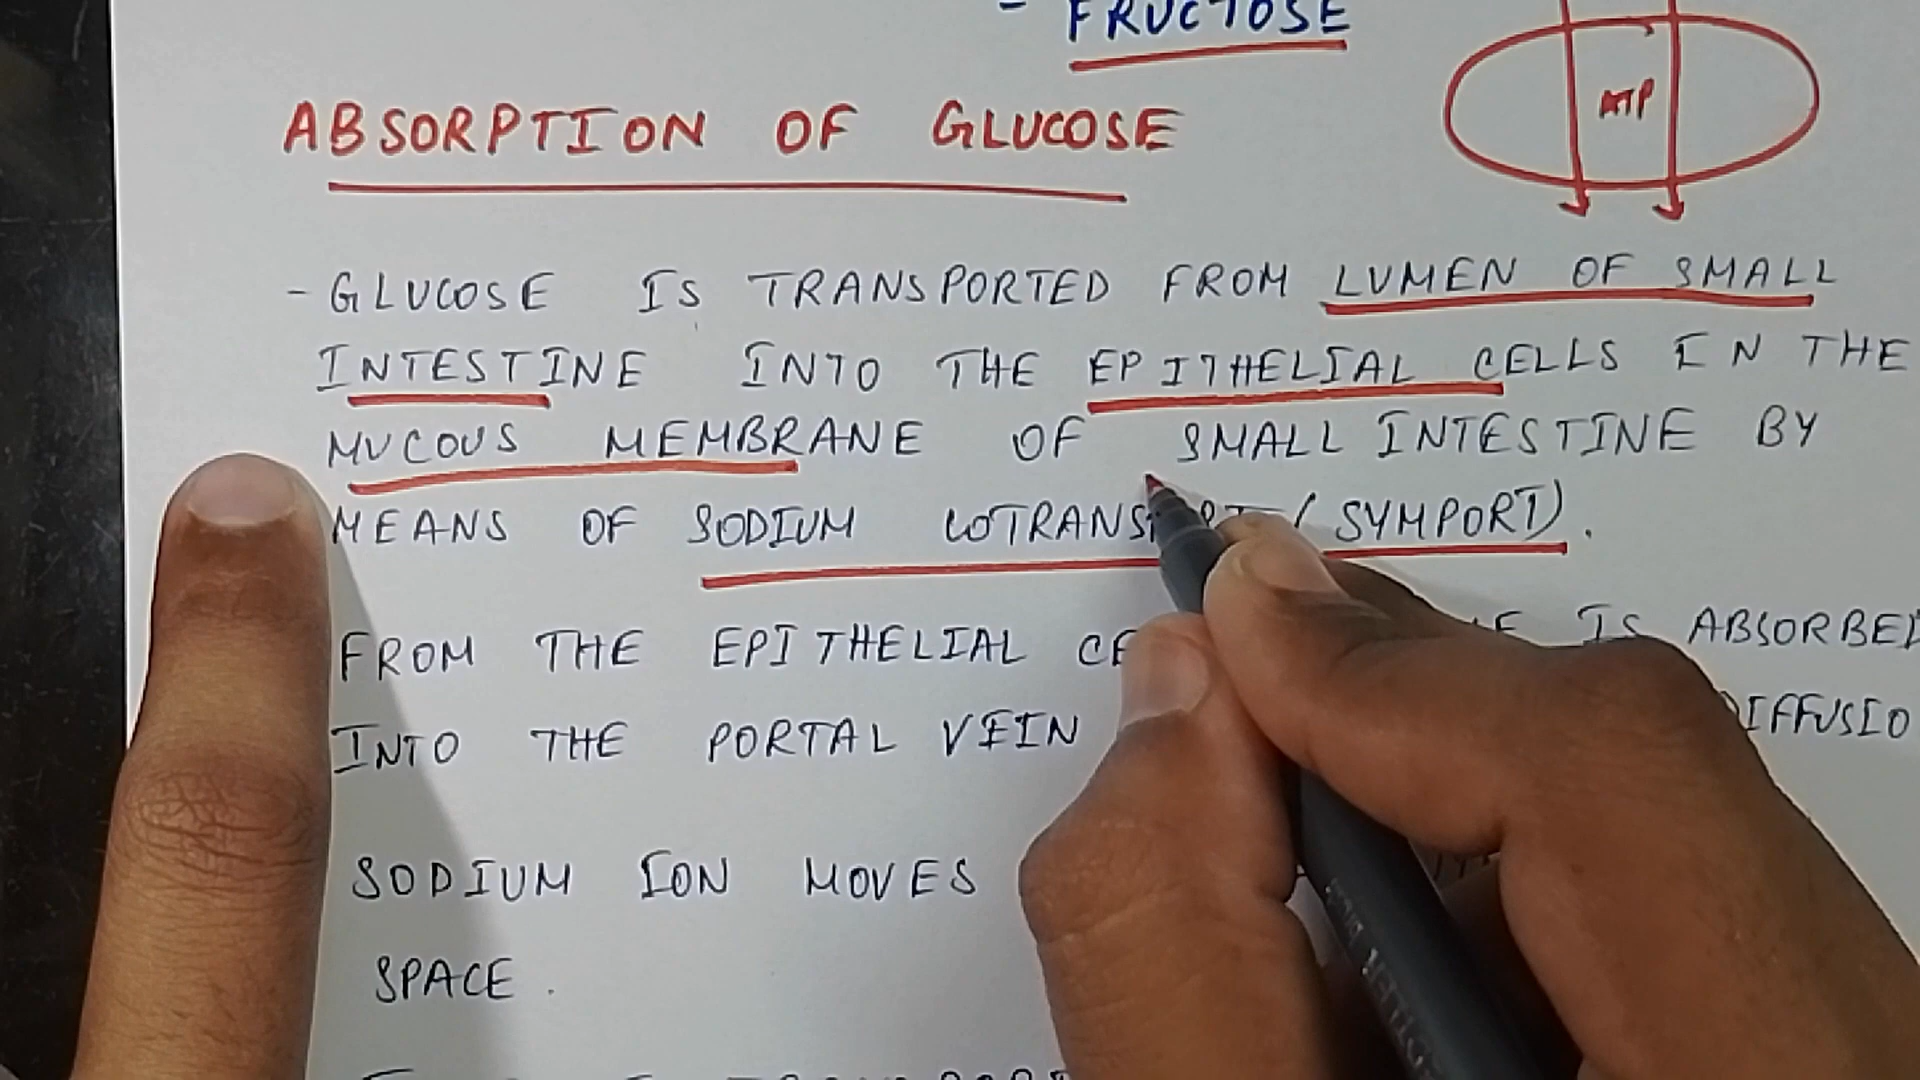 - FRUCTOSE
ATP
ABSORPTION OF GLUCOSE
- GLUCOSE IS TRANSPORTED FROM LUMEN OF SMALL
INTESTINE INTO THE EPITHELIAL CELLS IN THE
MUCOUS MEMBRANE OF SMALL INTESTINE BY
MEANS OF SODIUM COTRANSPORT (SYMPORT).
FROM THE EPITHELIAL IS ABSORBED
INTO THE PORTAL VEIN DIFFUSIO
SODIUM ION MOVES
SPACE.